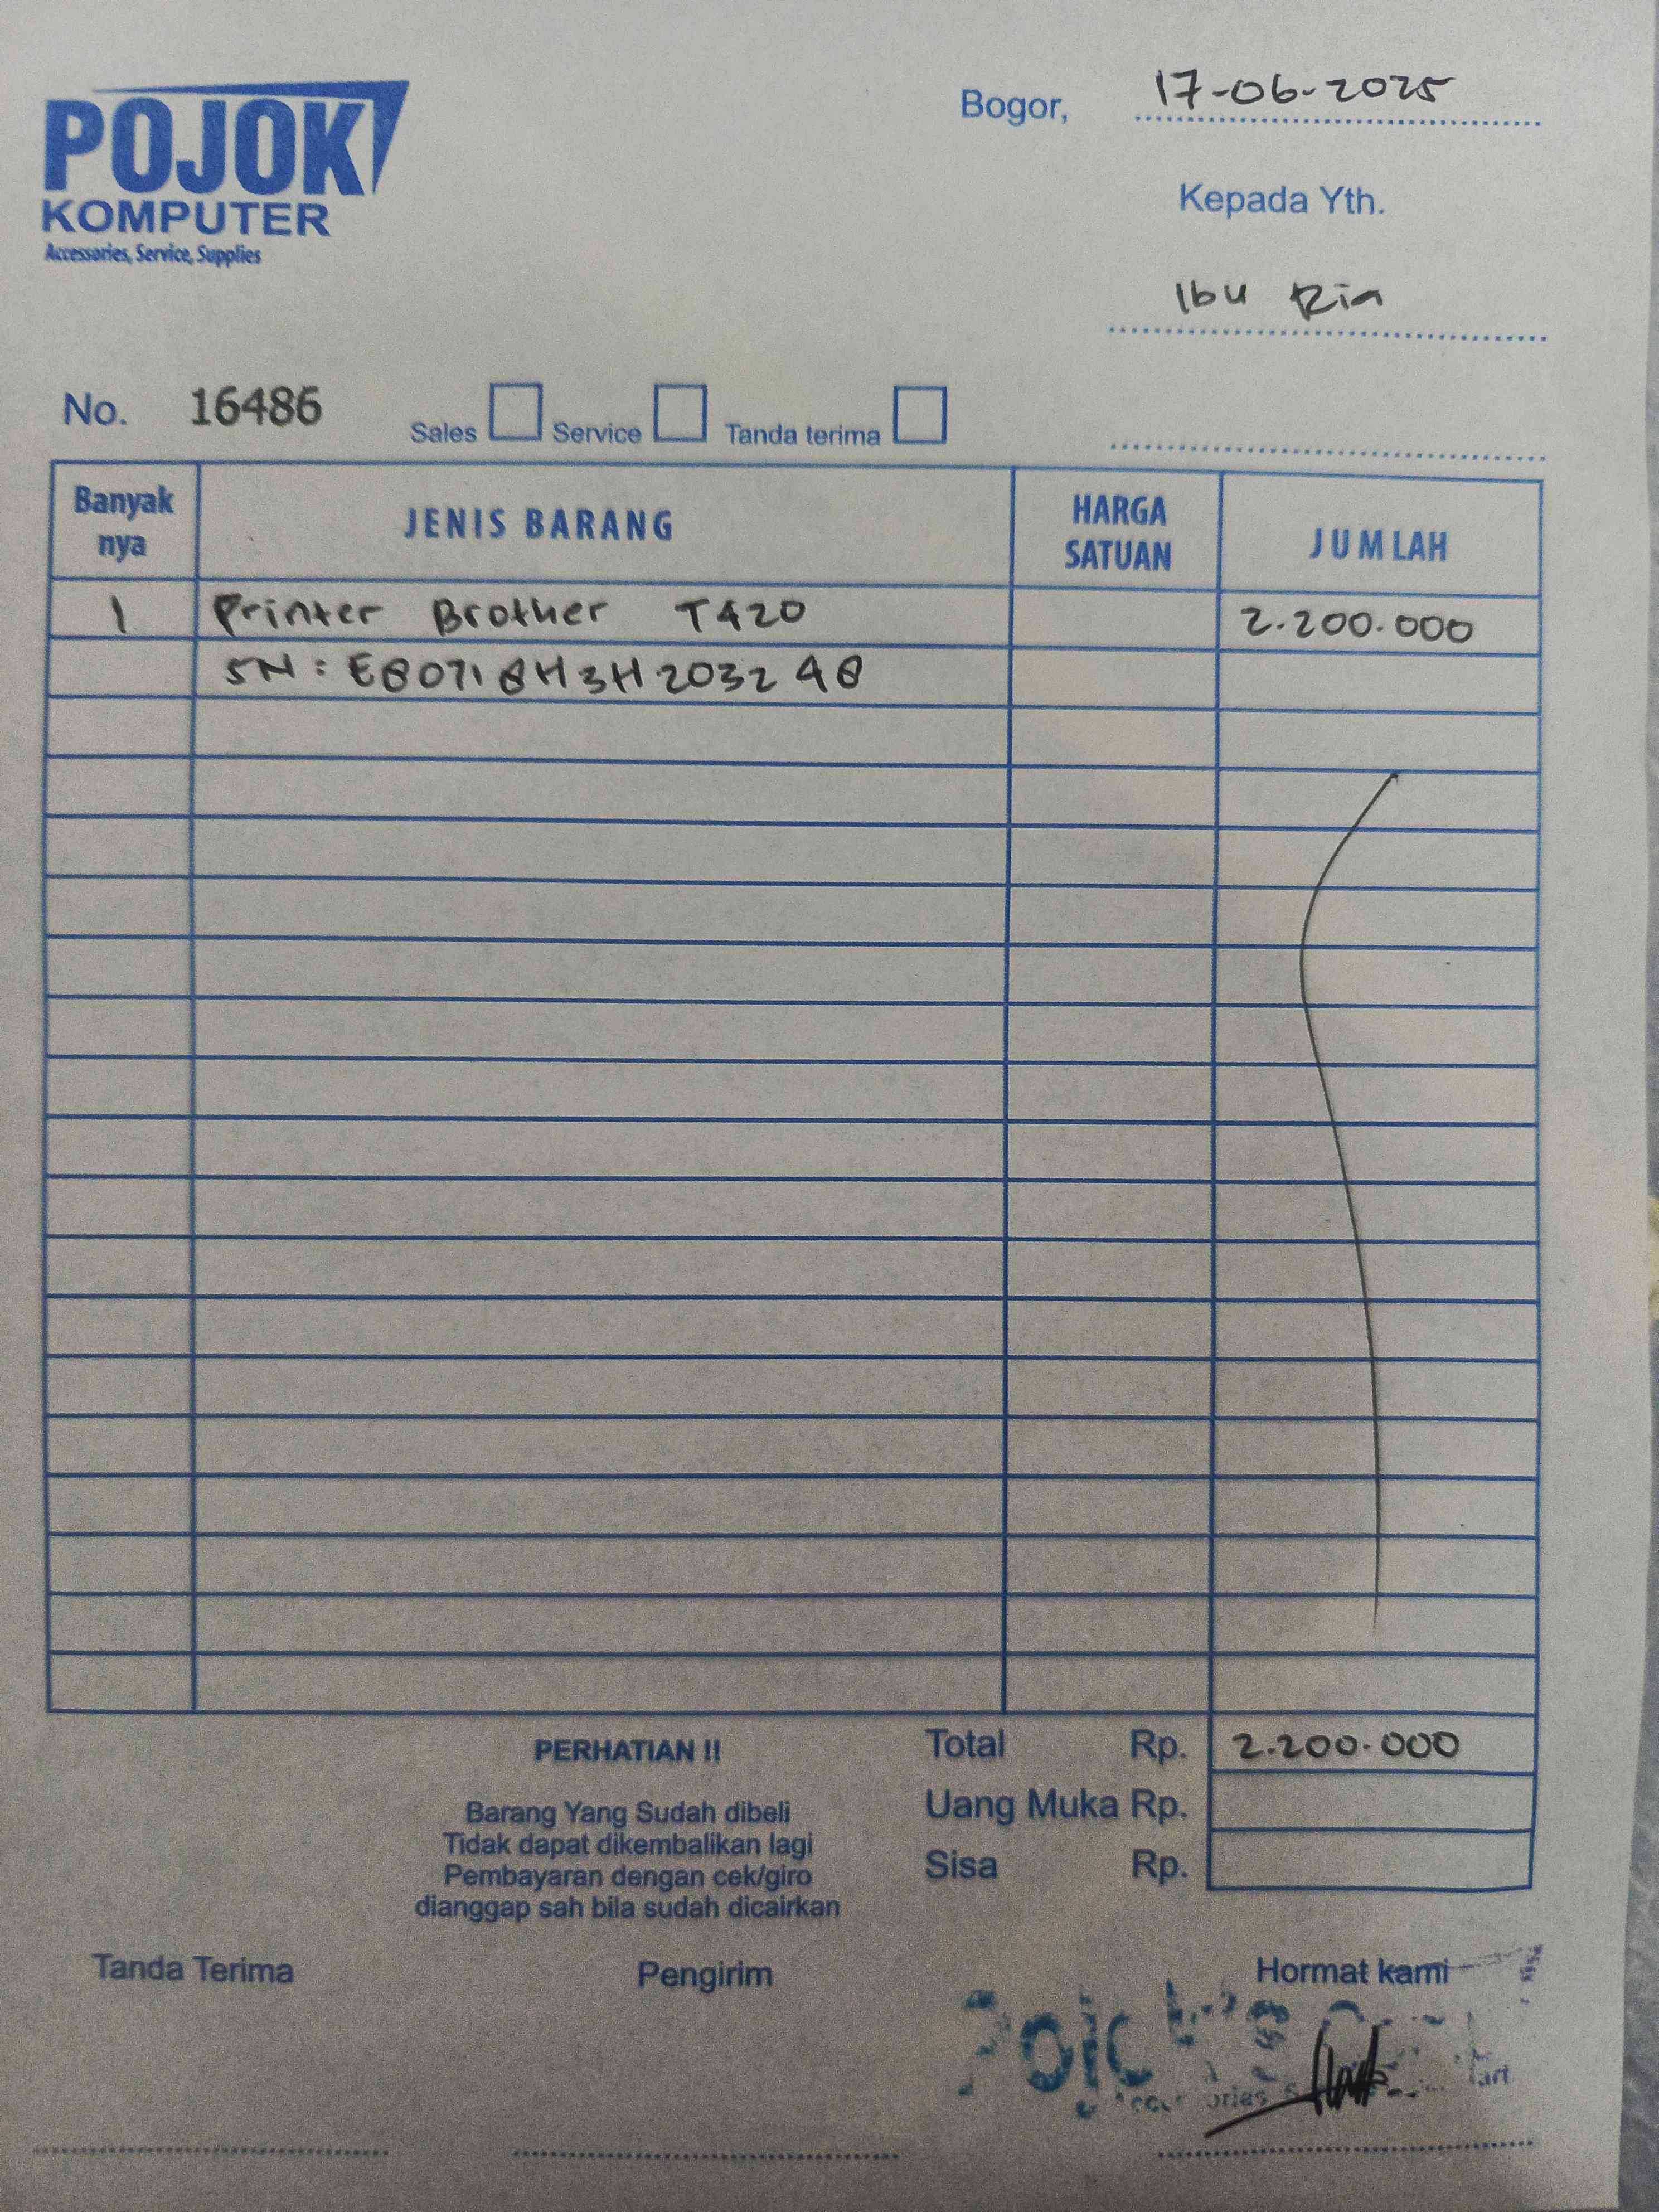 POJOK
KOMPUTER
Accessories, Service, Supplies
Bogor, 17-06-2025
Kepada Yth.
Ibu Ria
No. 16486 Sales Service Tanda terima
Banyak nya JENIS BARANG HARGA SATUAN JUMLAH
1 Printer Brother T420 2.200.000
SN: E80718H3H203248
PERHATIAN !!
Barang Yang Sudah dibeli
Tidak dapat dikembalikan lagi
Pembayaran dengan cek/giro
dianggap sah bila sudah dicairkan
Total Rp. 2.200.000
Uang Muka Rp.
Sisa Rp.
Tanda Terima Pengirim Hormat kami